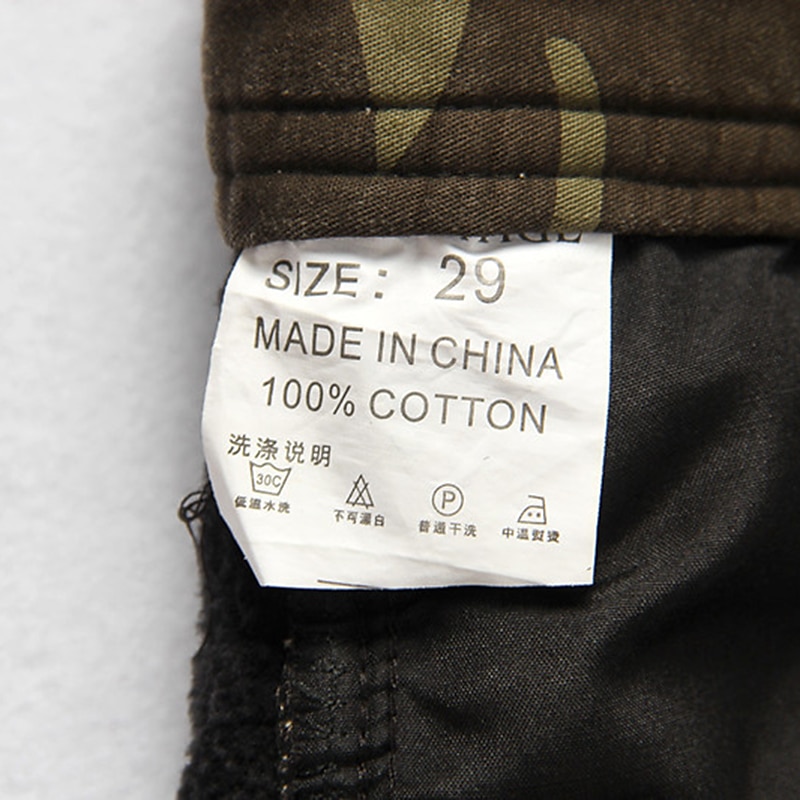 SIZE: 29
MADE IN CHINA
100% COTTON
洗涤说明
30C
P
低温水洗 不可漂白 普通干洗 中温熨烫